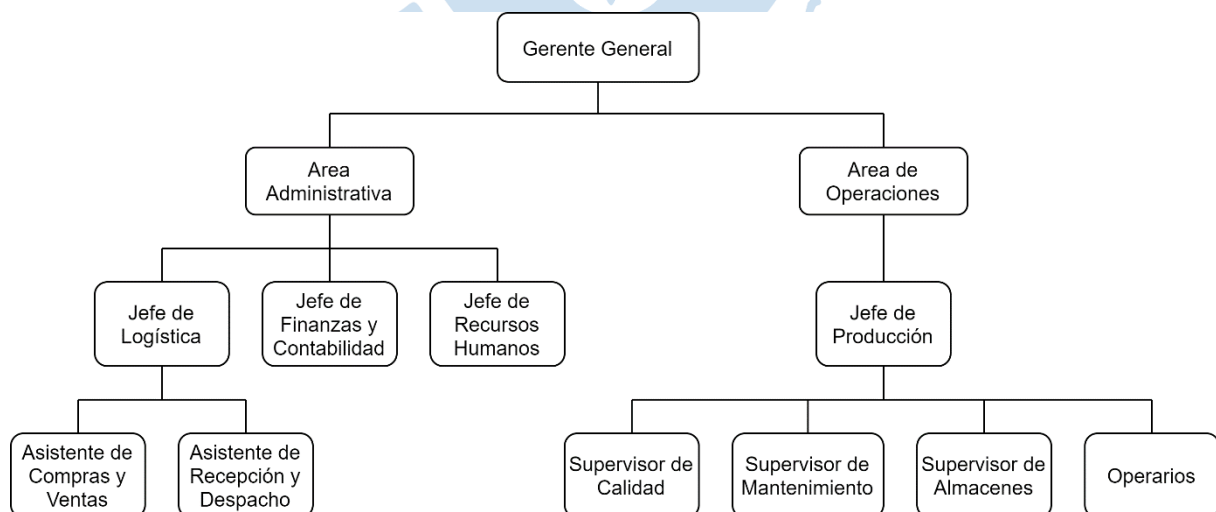 Gerente General
Area
Administrativa
Area de
Operaciones
Jefe de
Logística
Jefe de
Finanzas y
Contabilidad
Jefe de
Recursos
Humanos
Jefe de
Producción
Asistente de
Compras y
Ventas
Asistente de
Recepción y
Despacho
Supervisor de
Calidad
Supervisor de
Mantenimiento
Supervisor de
Almacenes
Operarios